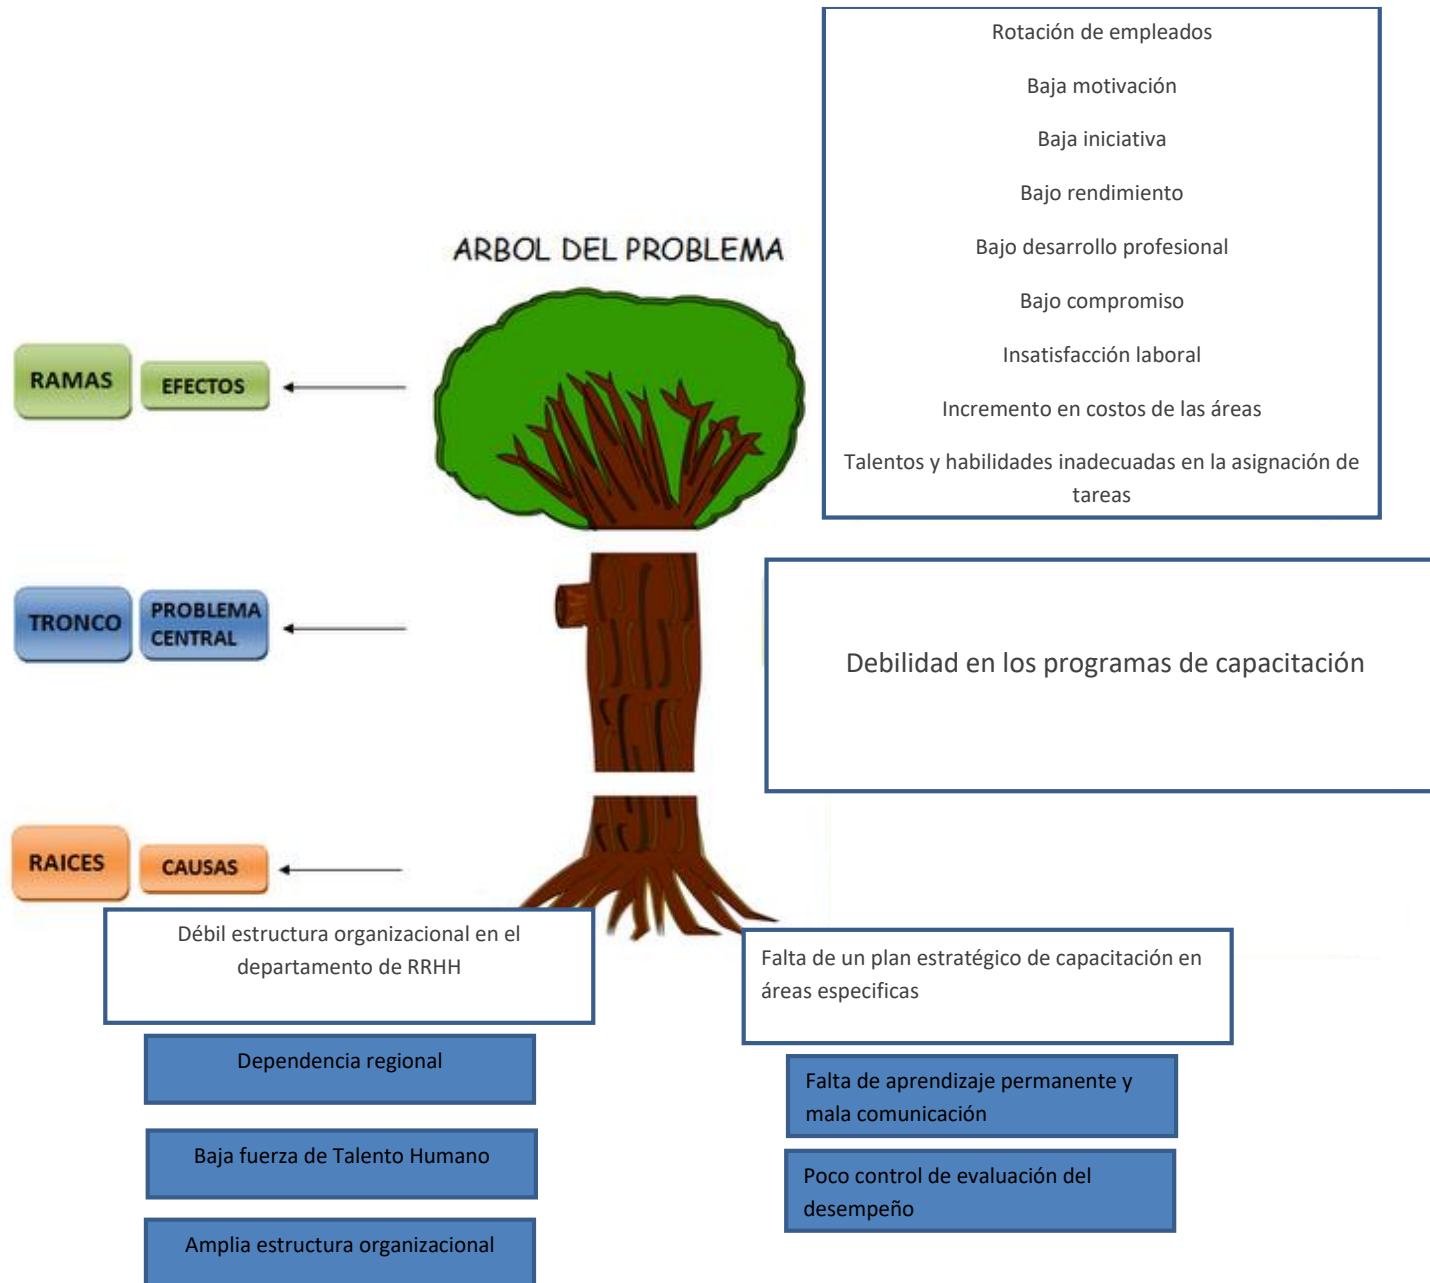 Rotación de empleados
Baja motivación
Baja iniciativa
Bajo rendimiento
Bajo desarrollo profesional
Bajo compromiso
Insatisfacción laboral
Incremento en costos de las áreas
Talentos y habilidades inadecuadas en la asignación de
tareas
ARBOL DEL PROBLEMA
RAMAS
EFECTOS
TRONCO
PROBLEMA
CENTRAL
Debilidad en los programas de capacitación
RAICES
CAUSAS
Débil estructura organizacional en el
departamento de RRHH
Dependencia regional
Baja fuerza de Talento Humano
Amplia estructura organizacional
Falta de un plan estratégico de capacitación en
áreas especificas
Falta de aprendizaje permanente y
mala comunicación
Poco control de evaluación del
desempeño